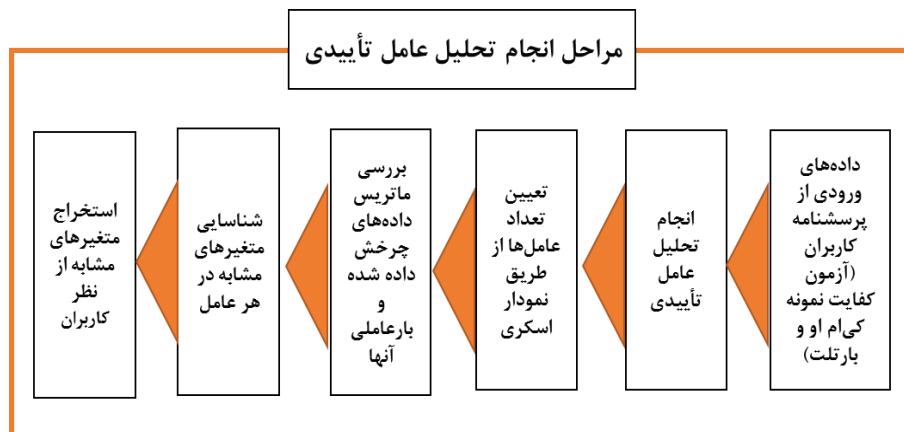 مراحل انجام تحلیل عامل تأییدی
داده‌های
ورودی از
پرسشنامه
کاربران
(آزمون
کفایت نمونه
کی‌ام او و
بارتلت)
انجام
تحلیل
عامل
تأییدی
تعیین
تعداد
عامل‌ها از
طریق
نمودار
اسکری
بررسی
ماتریس
داده‌های
چرخش
داده شده
و
بارعاملی
آنها
شناسایی
متغیرهای
مشابه در
هر عامل
استخراج
متغیرهای
مشابه از
نظر
کاربران